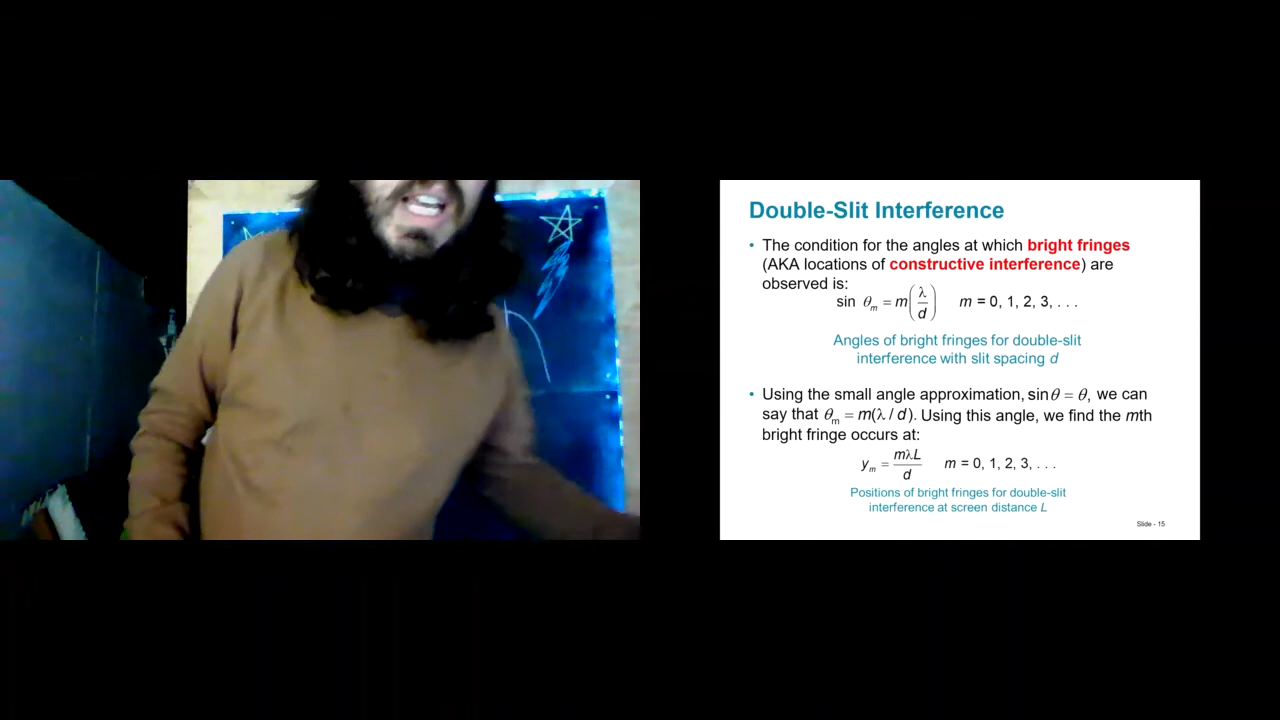 Double-Slit Interference
• The condition for the angles at which bright fringes
(AKA locations of constructive interference) are
observed is:
sin θₘ = m(λ/d) m = 0, 1, 2, 3, . . .
Angles of bright fringes for double-slit
interference with slit spacing d
• Using the small angle approximation, sin θ = θ, we can
say that θₘ = m(λ / d). Using this angle, we find the mth
bright fringe occurs at:
yₘ = mλL/d m = 0, 1, 2, 3, . . .
Positions of bright fringes for double-slit
interference at screen distance L
Slide - 15